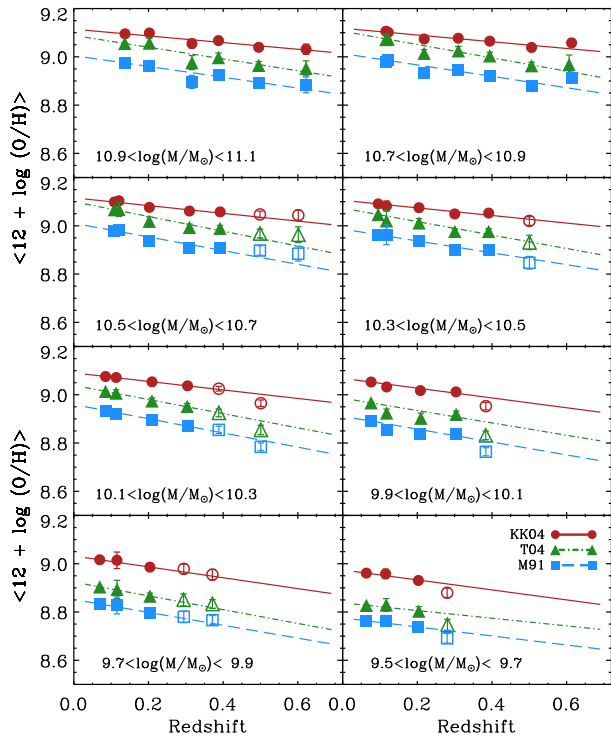 9.2
9.0
8.8
8.6
10.9<log(M/M⊙)<11.1
10.7<log(M/M⊙)<10.9
<12 + log (O/H)>
9.2
9.0
8.8
8.6
10.5<log(M/M⊙)<10.7
10.3<log(M/M⊙)<10.5
9.2
9.0
8.8
8.6
10.1<log(M/M⊙)<10.3
9.9<log(M/M⊙)<10.1
<12 + log (O/H)>
9.2
9.0
8.8
8.6
KK04
T04
M91
9.7<log(M/M⊙)< 9.9
9.5<log(M/M⊙)< 9.7
0.0 0.2 0.4 0.6 0.0 0.2 0.4 0.6
Redshift Redshift